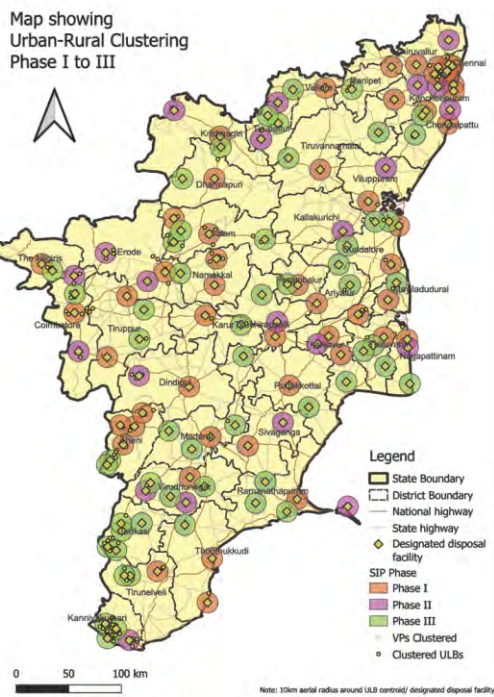 Map showing
Urban-Rural Clustering
Phase I to III
Chennai
Kancheepuram
Chengalpattu
Vellore
Ranipet
Krishnagiri
Tirupattur
Tiruvannamalai
Dharmapuri
Viluppuram
Kallakurichi
Salem
Erode
The Nilgiris
Namakkal
Cuddalore
Perambalur
Ariyalur
Mayiladudurai
Coimbatore
Tiruppur
Karur
Tiruchirappalli
Nagapattinam
Dindigul
Pudukkottai
Theni
Madurai
Sivaganga
Virudhunagar
Ramanathapuram
Tenkasi
Thoothukkudi
Tirunelveli
Kanniyakumari
Legend
State Boundary
District Boundary
National highway
State highway
Designated disposal
facility
SIP Phase
Phase I
Phase II
Phase III
VPs Clustered
Clustered ULBs
0 50 100 km
Note: 10km aerial radius around ULB centroid/ designated disposal facility